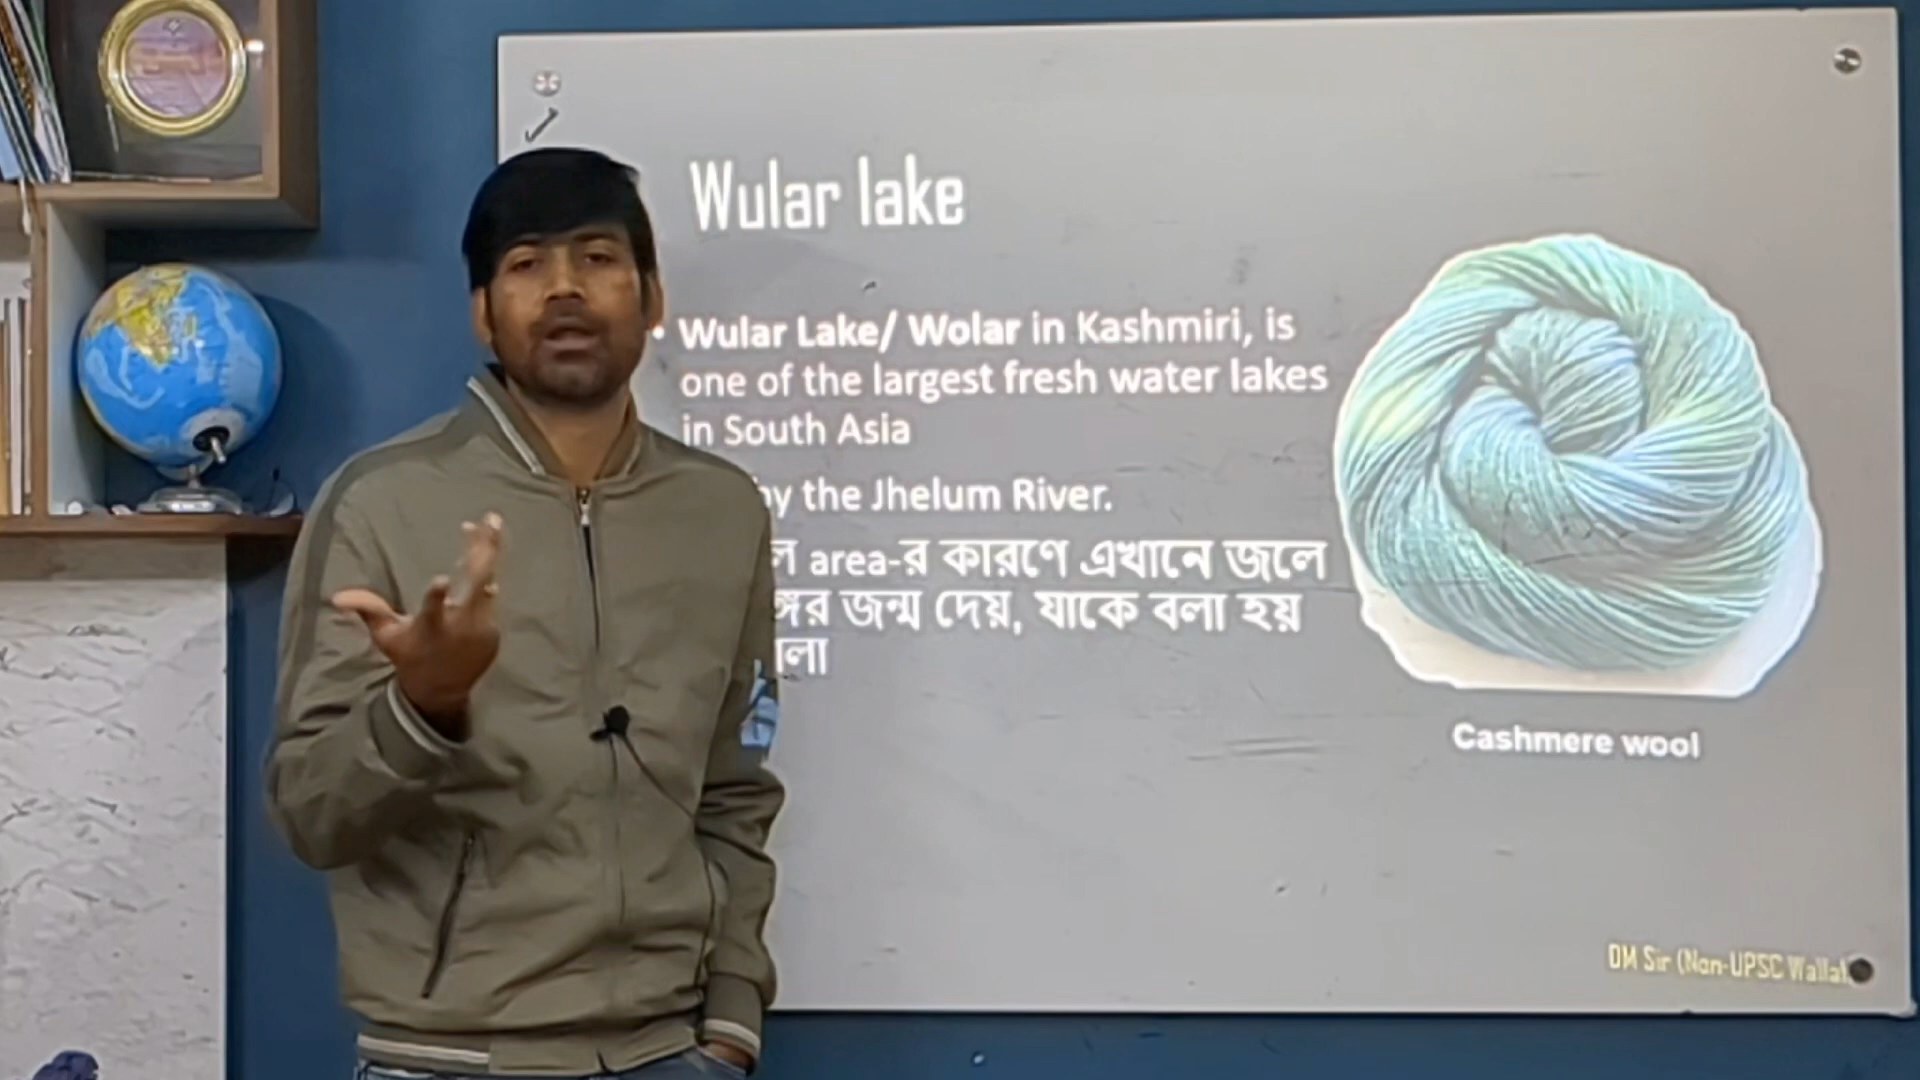 Wular lake
• Wular Lake/ Wolar in Kashmiri, is
one of the largest fresh water lakes
in South Asia
by the Jhelum River.
area-র কারণে এখানে জলে
জন্ম দেয়, যাকে বলা হয়
Cashmere wool
DM Sir (Non-UPSC Walla)